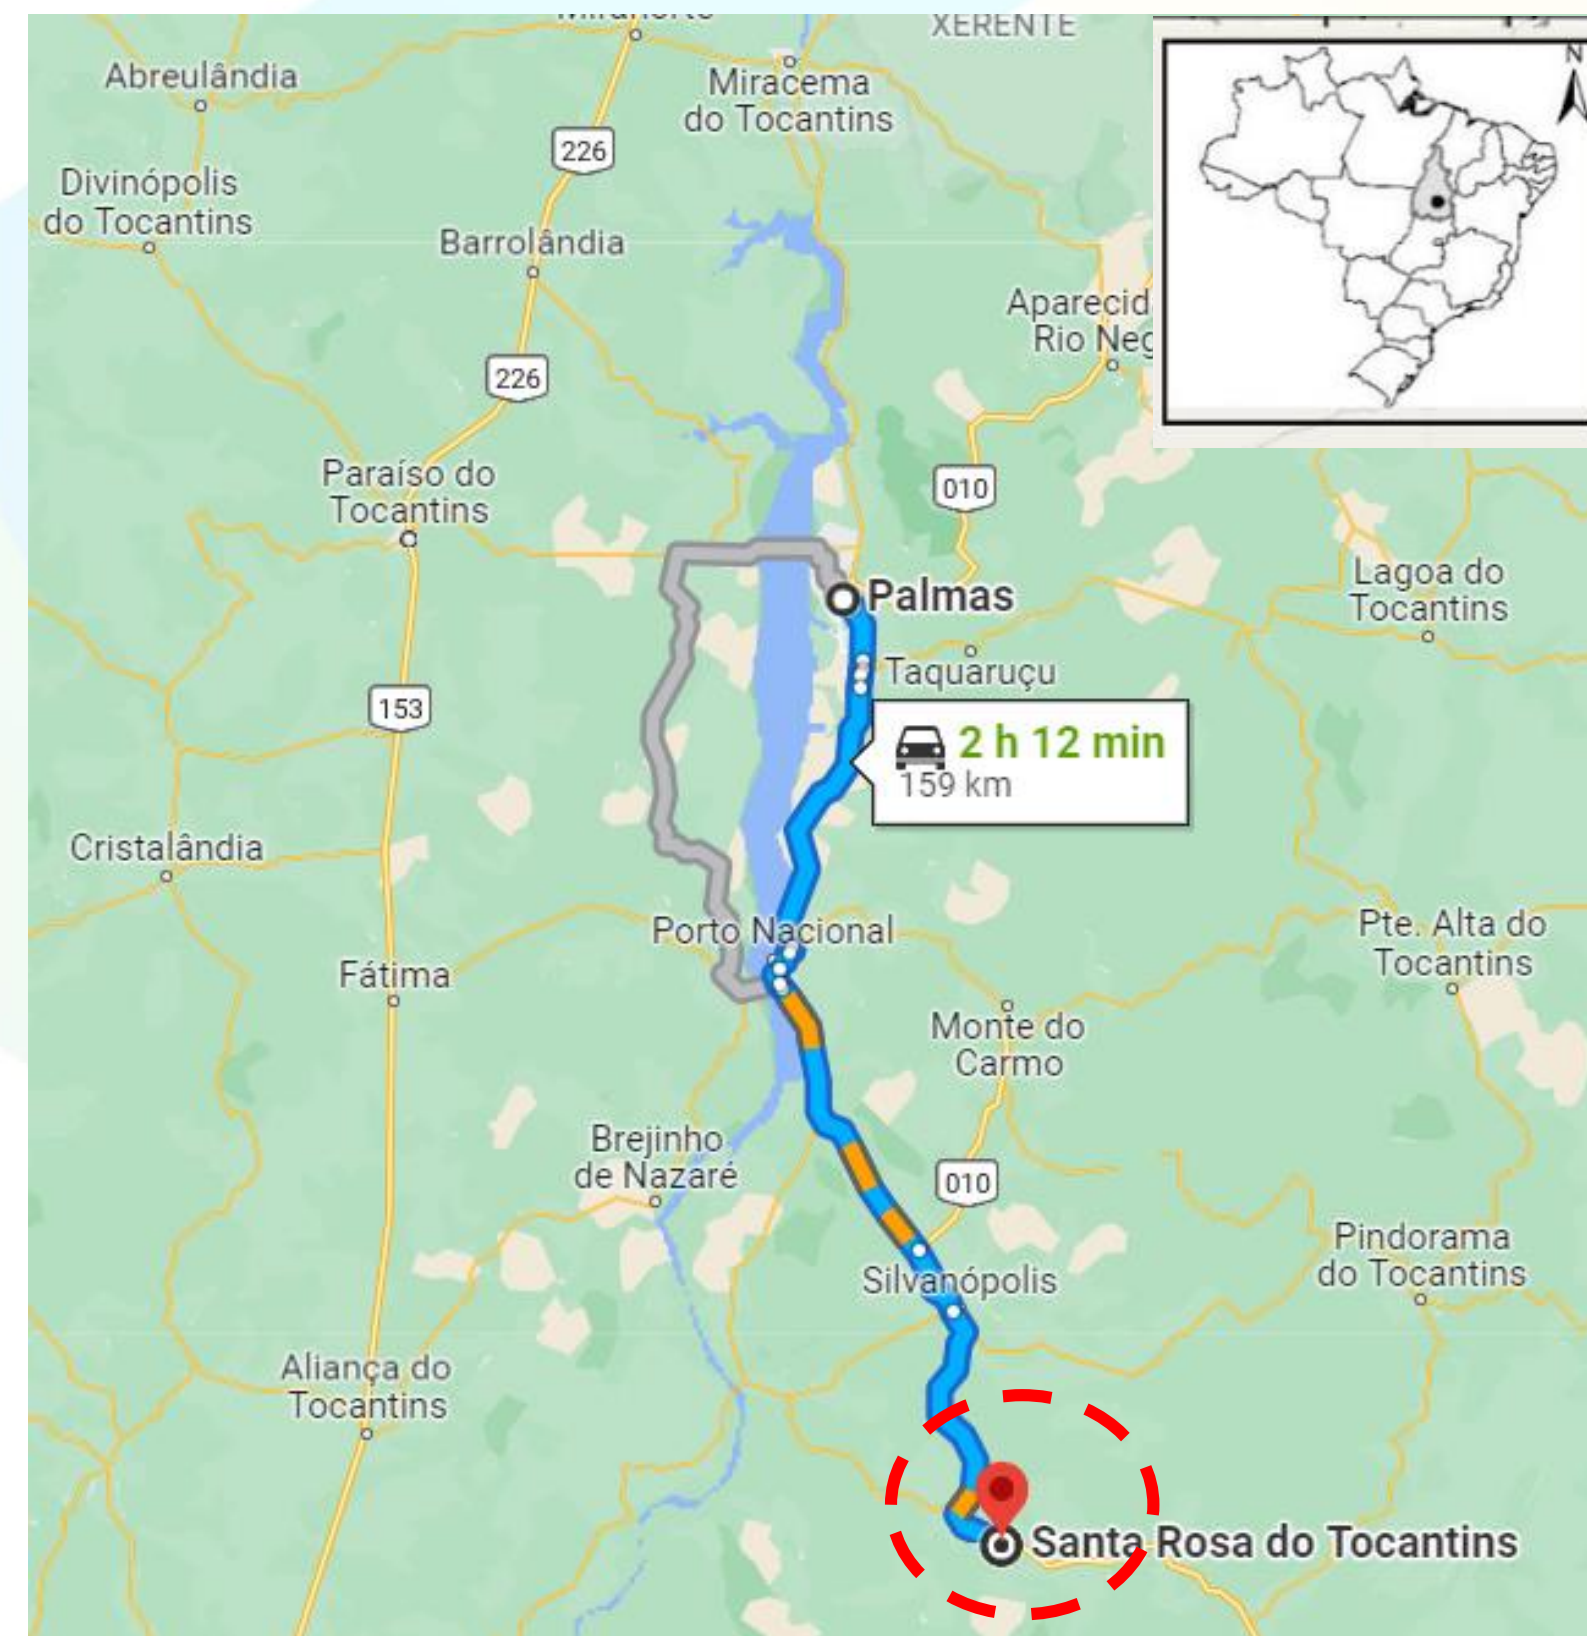 XERENTE
N
Abreulândia
Miracema
do Tocantins
226
Divinópolis
do Tocantins
Barrolândia
Aparecid
Rio Neg
226
Paraíso do
Tocantins
010
Lagoa do
Tocantins
Palmas
Taquaruçu
153
2 h 12 min
159 km
Cristalândia
Porto Nacional
Pte. Alta do
Tocantins
Fátima
Monte do
Carmo
Brejinho
de Nazaré
010
Pindorama
do Tocantins
Silvanópolis
Aliança do
Tocantins
Santa Rosa do Tocantins